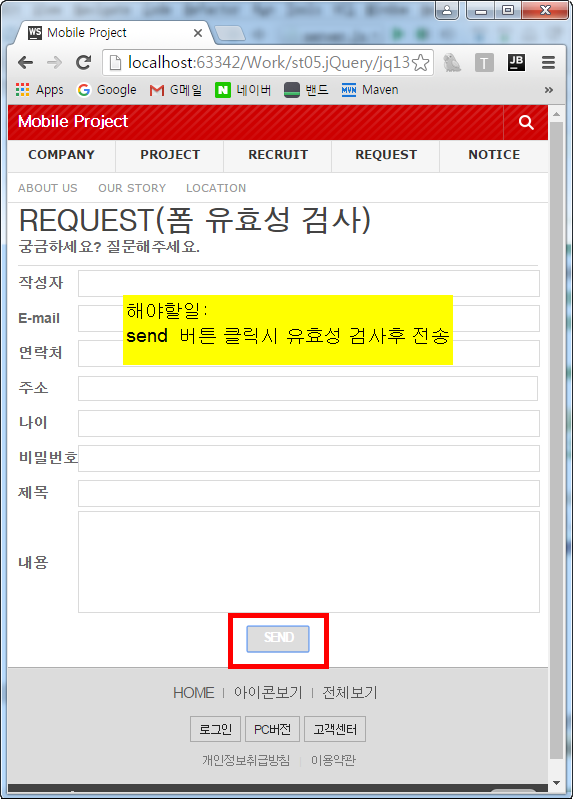 WS Mobile Project
localhost:63342/Work/st05.jQuery/jq13
T
JB
Apps Google G메일 네이버 밴드 MVN Maven »
Mobile Project
COMPANY PROJECT RECRUIT REQUEST NOTICE
ABOUT US OUR STORY LOCATION
REQUEST(폼 유효성 검사)
궁금하세요? 질문해주세요.
작성자
해야할일:
E-mail
send 버튼 클릭시 유효성 검사후 전송
연락처
주소
나이
비밀번호
제목
내용
SEND
HOME | 아이콘보기 | 전체보기
로그인 PC버전 고객센터
개인정보취급방침 | 이용약관